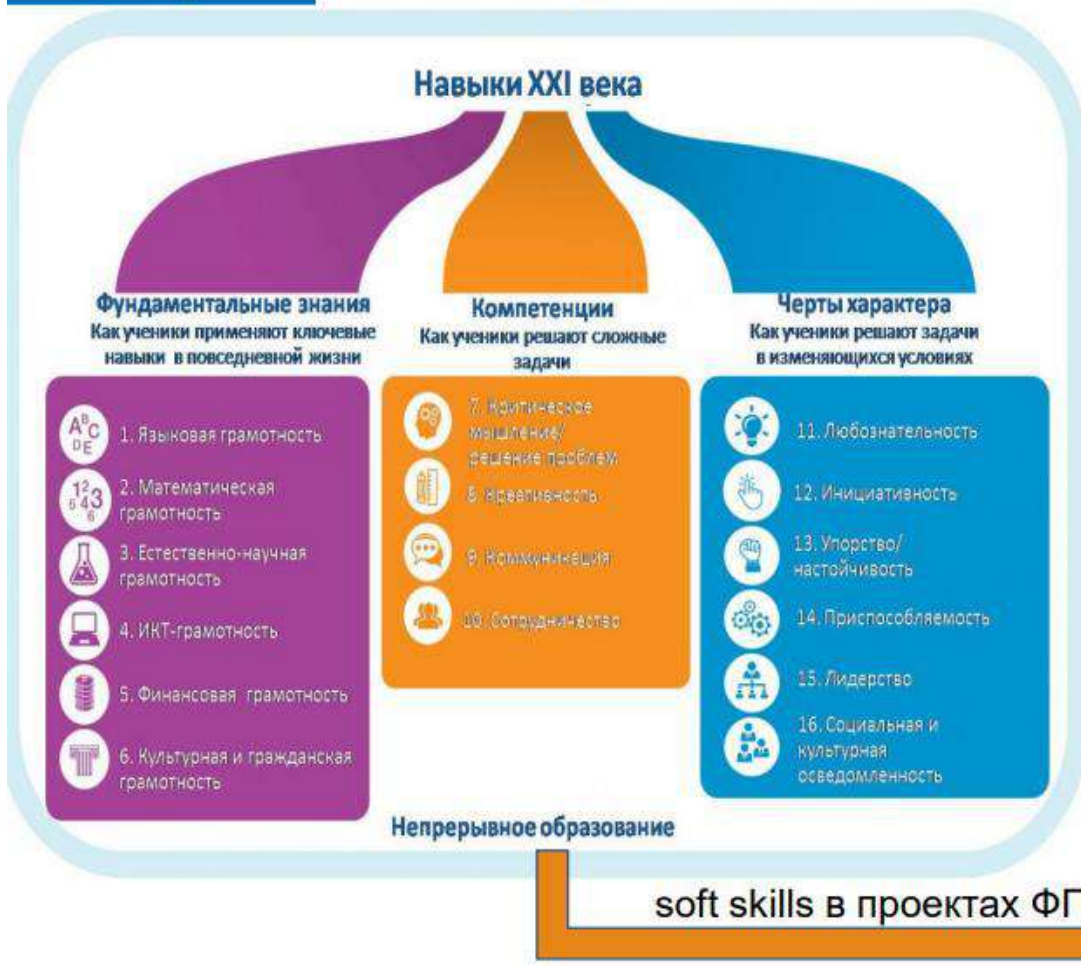 Навыки XXI века
Фундаментальные знания
Как ученики применяют ключевые
навыки в повседневной жизни
1. Языковая грамотность
2. Математическая
грамотность
3. Естественно-научная
грамотность
4. ИКТ-грамотность
5. Финансовая грамотность
6. Культурная и гражданская
грамотность
Компетенции
Как ученики решают сложные
задачи
7. Критическое
мышление/
решение проблем
8. Креативность
9. Коммуникация
10. Сотрудничество
Черты характера
Как ученики решают задачи
в изменяющихся условиях
11. Любознательность
12. Инициативность
13. Упорство/
настойчивость
14. Приспособляемость
15. Лидерство
16. Социальная и
культурная
осведомленность
Непрерывное образование
soft skills в проектах